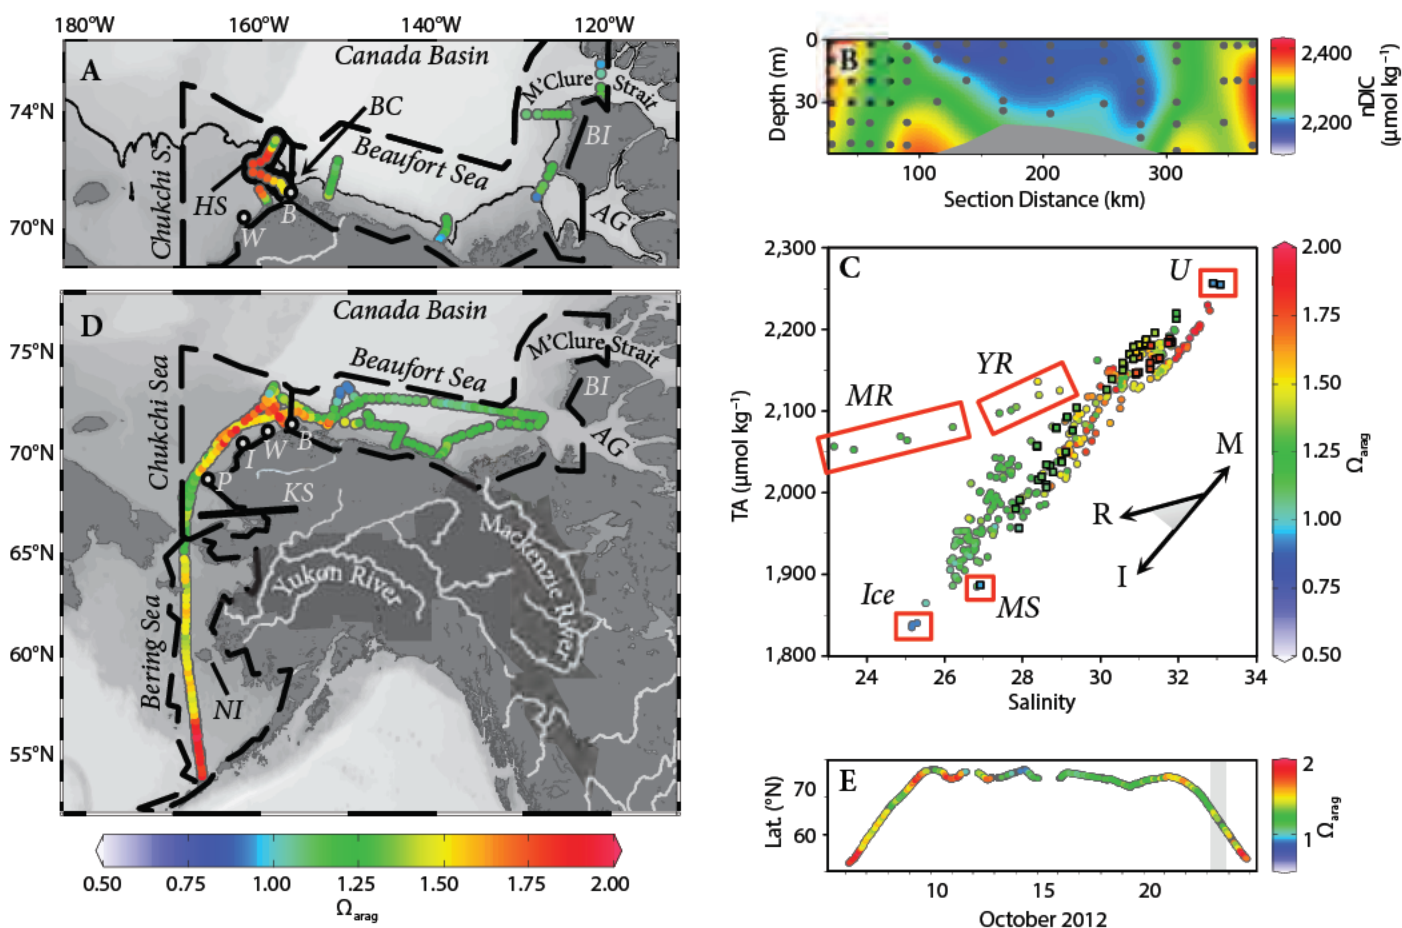 180°W 160°W 140°W 120°W
A
Canada Basin
M'Clure Strait
BC
74°N
BI
Beaufort Sea
Chukchi S.
HS
B
W
AG
70°N
D
Canada Basin
75°N
M'Clure Strait
Beaufort Sea
BI
Chukchi Sea
B
W
I
AG
70°N
P
KS
Mackenzie River
65°N
Yukon River
Bering Sea
60°N
NI
55°N
0.50 0.75 1.00 1.25 1.50 1.75 2.00
Ωarag
B
0
30
Depth (m)
100 200 300
Section Distance (km)
2,400
2,200
nDIC
(µmol kg⁻¹)
C
2,300
2,200
2,100
2,000
1,900
1,800
TA (µmol kg⁻¹)
U
YR
MR
M
R
I
Ice
MS
24 26 28 30 32 34
Salinity
2.00
1.75
1.50
1.25
1.00
0.75
0.50
Ωarag
E
70
60
Lat. (°N)
10 15 20
October 2012
2
1
Ωarag